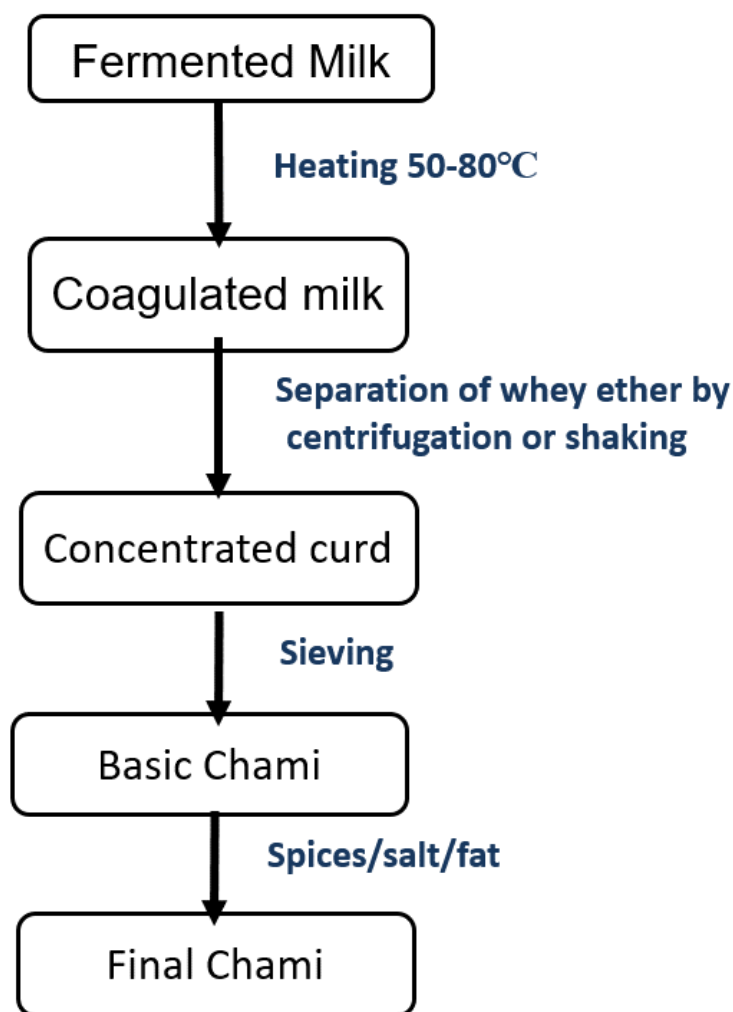 Fermented Milk
Heating 50-80℃
Coagulated milk
Separation of whey ether by
centrifugation or shaking
Concentrated curd
Sieving
Basic Chami
Spices/salt/fat
Final Chami